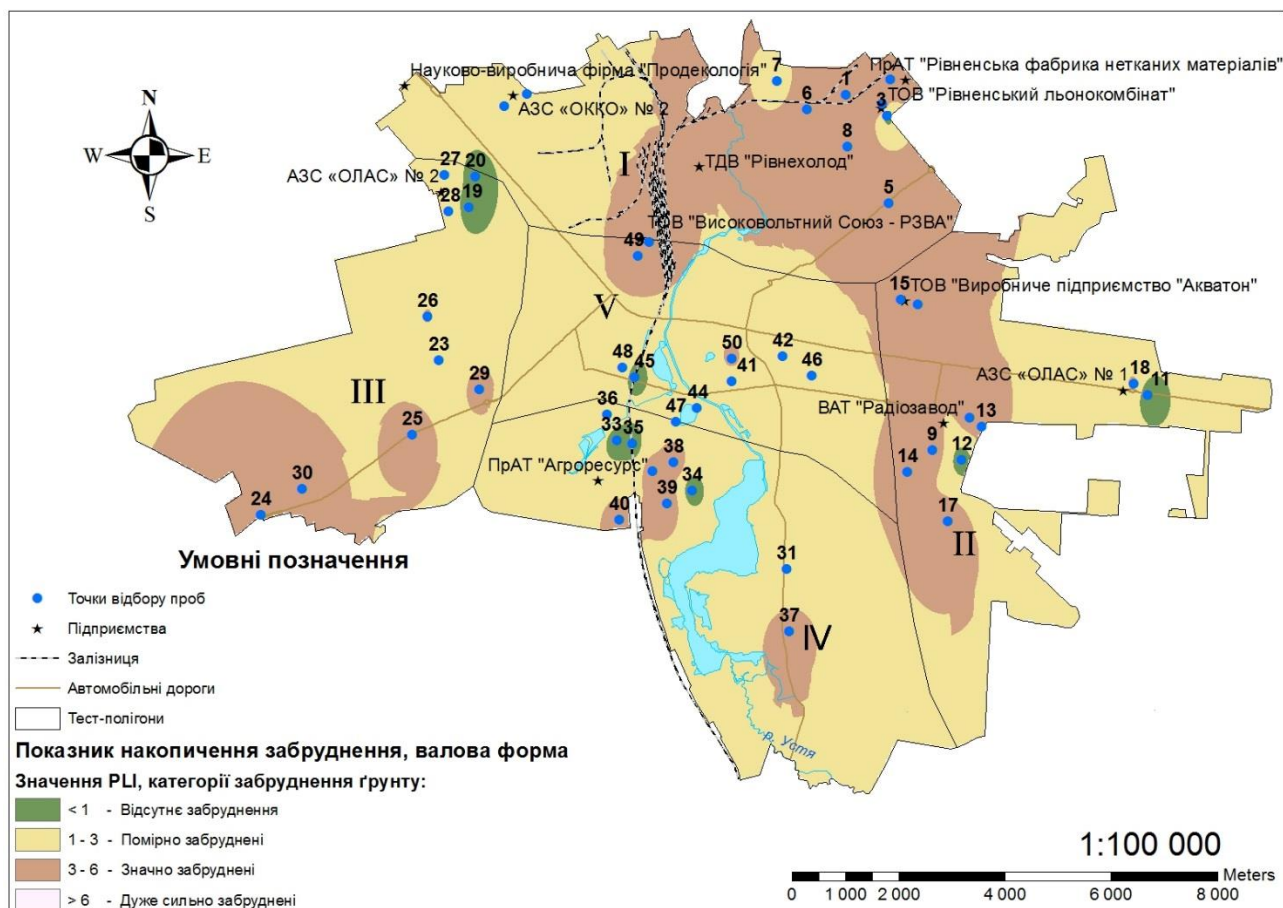 Науково-виробнича фірма "Продекологія"
7
1
ПрАТ "Рівненська фабрика нетканих матеріалів"
6
3
ТОВ "Рівненський льонокомбінат"
АЗС «ОККО» № 2
N
W
E
S
8
I
ТДВ "Рівнехолод"
27
20
АЗС «ОЛАС» № 2
28
19
5
ТОВ "Високовольтний Союз - РЗВА"
49
15
ТОВ "Виробниче підприємство "Акватон"
V
26
23
48
45
50
42
41
46
29
III
АЗС «ОЛАС» № 1
18
11
36
44
47
ВАТ "Радіозавод"
13
25
33
35
9
12
38
14
ПрАТ "Агроресурс"
34
39
30
24
40
17
II
31
37
IV
р. Устя
Умовні позначення
Точки відбору проб
Підприємства
Залізниця
Автомобільні дороги
Тест-полігони
Показник накопичення забруднення, валова форма
Значення PLI, категорії забруднення ґрунту:
< 1 - Відсутнє забруднення
1 - 3 - Помірно забруднені
3 - 6 - Значно забруднені
> 6 - Дуже сильно забруднені
1:100 000
Meters
0 1 000 2 000 4 000 6 000 8 000